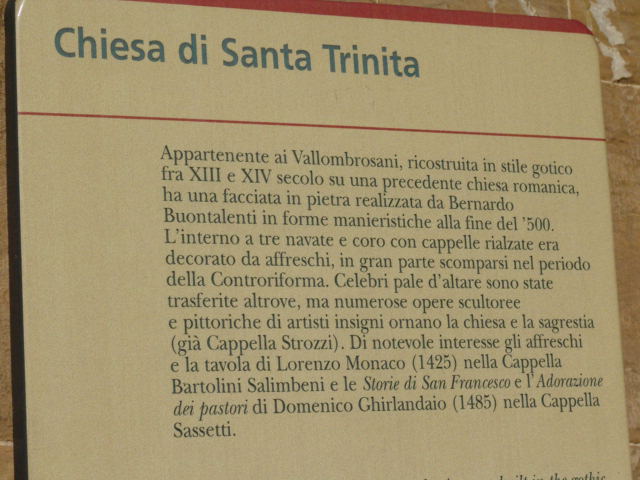 Chiesa di Santa Trinita
Appartenente ai Vallombrosani, ricostruita in stile gotico
fra XIII e XIV secolo su una precedente chiesa romanica,
ha una facciata in pietra realizzata da Bernardo
Buontalenti in forme manieristiche alla fine del '500.
L'interno a tre navate e coro con cappelle rialzate era
decorato da affreschi, in gran parte scomparsi nel periodo
della Controriforma. Celebri pale d'altare sono state
trasferite altrove, ma numerose opere scultoree
e pittoriche di artisti insigni ornano la chiesa e la sagrestia
(già Cappella Strozzi). Di notevole interesse gli affreschi
e la tavola di Lorenzo Monaco (1425) nella Cappella
Bartolini Salimbeni e le Storie di San Francesco e l'Adorazione
dei pastori di Domenico Ghirlandaio (1485) nella Cappella
Sassetti.
built in the gothic